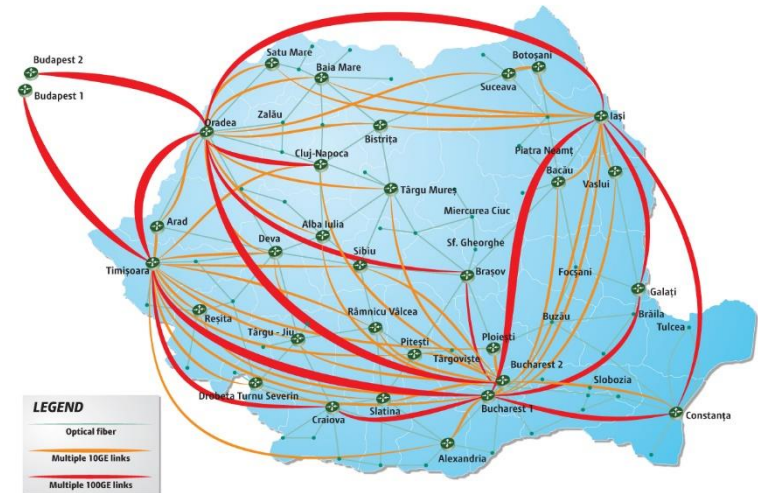 Budapest 2
Budapest 1
Satu Mare
Baia Mare
Botoșani
Suceava
Oradea
Zalău
Iași
Bistrița
Cluj-Napoca
Piatra Neamț
Bacău
Vaslui
Târgu Mureș
Miercurea Ciuc
Arad
Alba Iulia
Deva
Sibiu
Sf. Gheorghe
Timișoara
Brașov
Focșani
Galați
Reșița
Râmnicu Vâlcea
Buzău
Brăila
Tulcea
Târgu - Jiu
Pitești
Ploiești
Târgoviște
Bucharest 2
Slobozia
Drobeta Turnu Severin
Craiova
Slatina
Bucharest 1
Constanța
Alexandria
LEGEND
Optical fiber
Multiple 10GE links
Multiple 100GE links